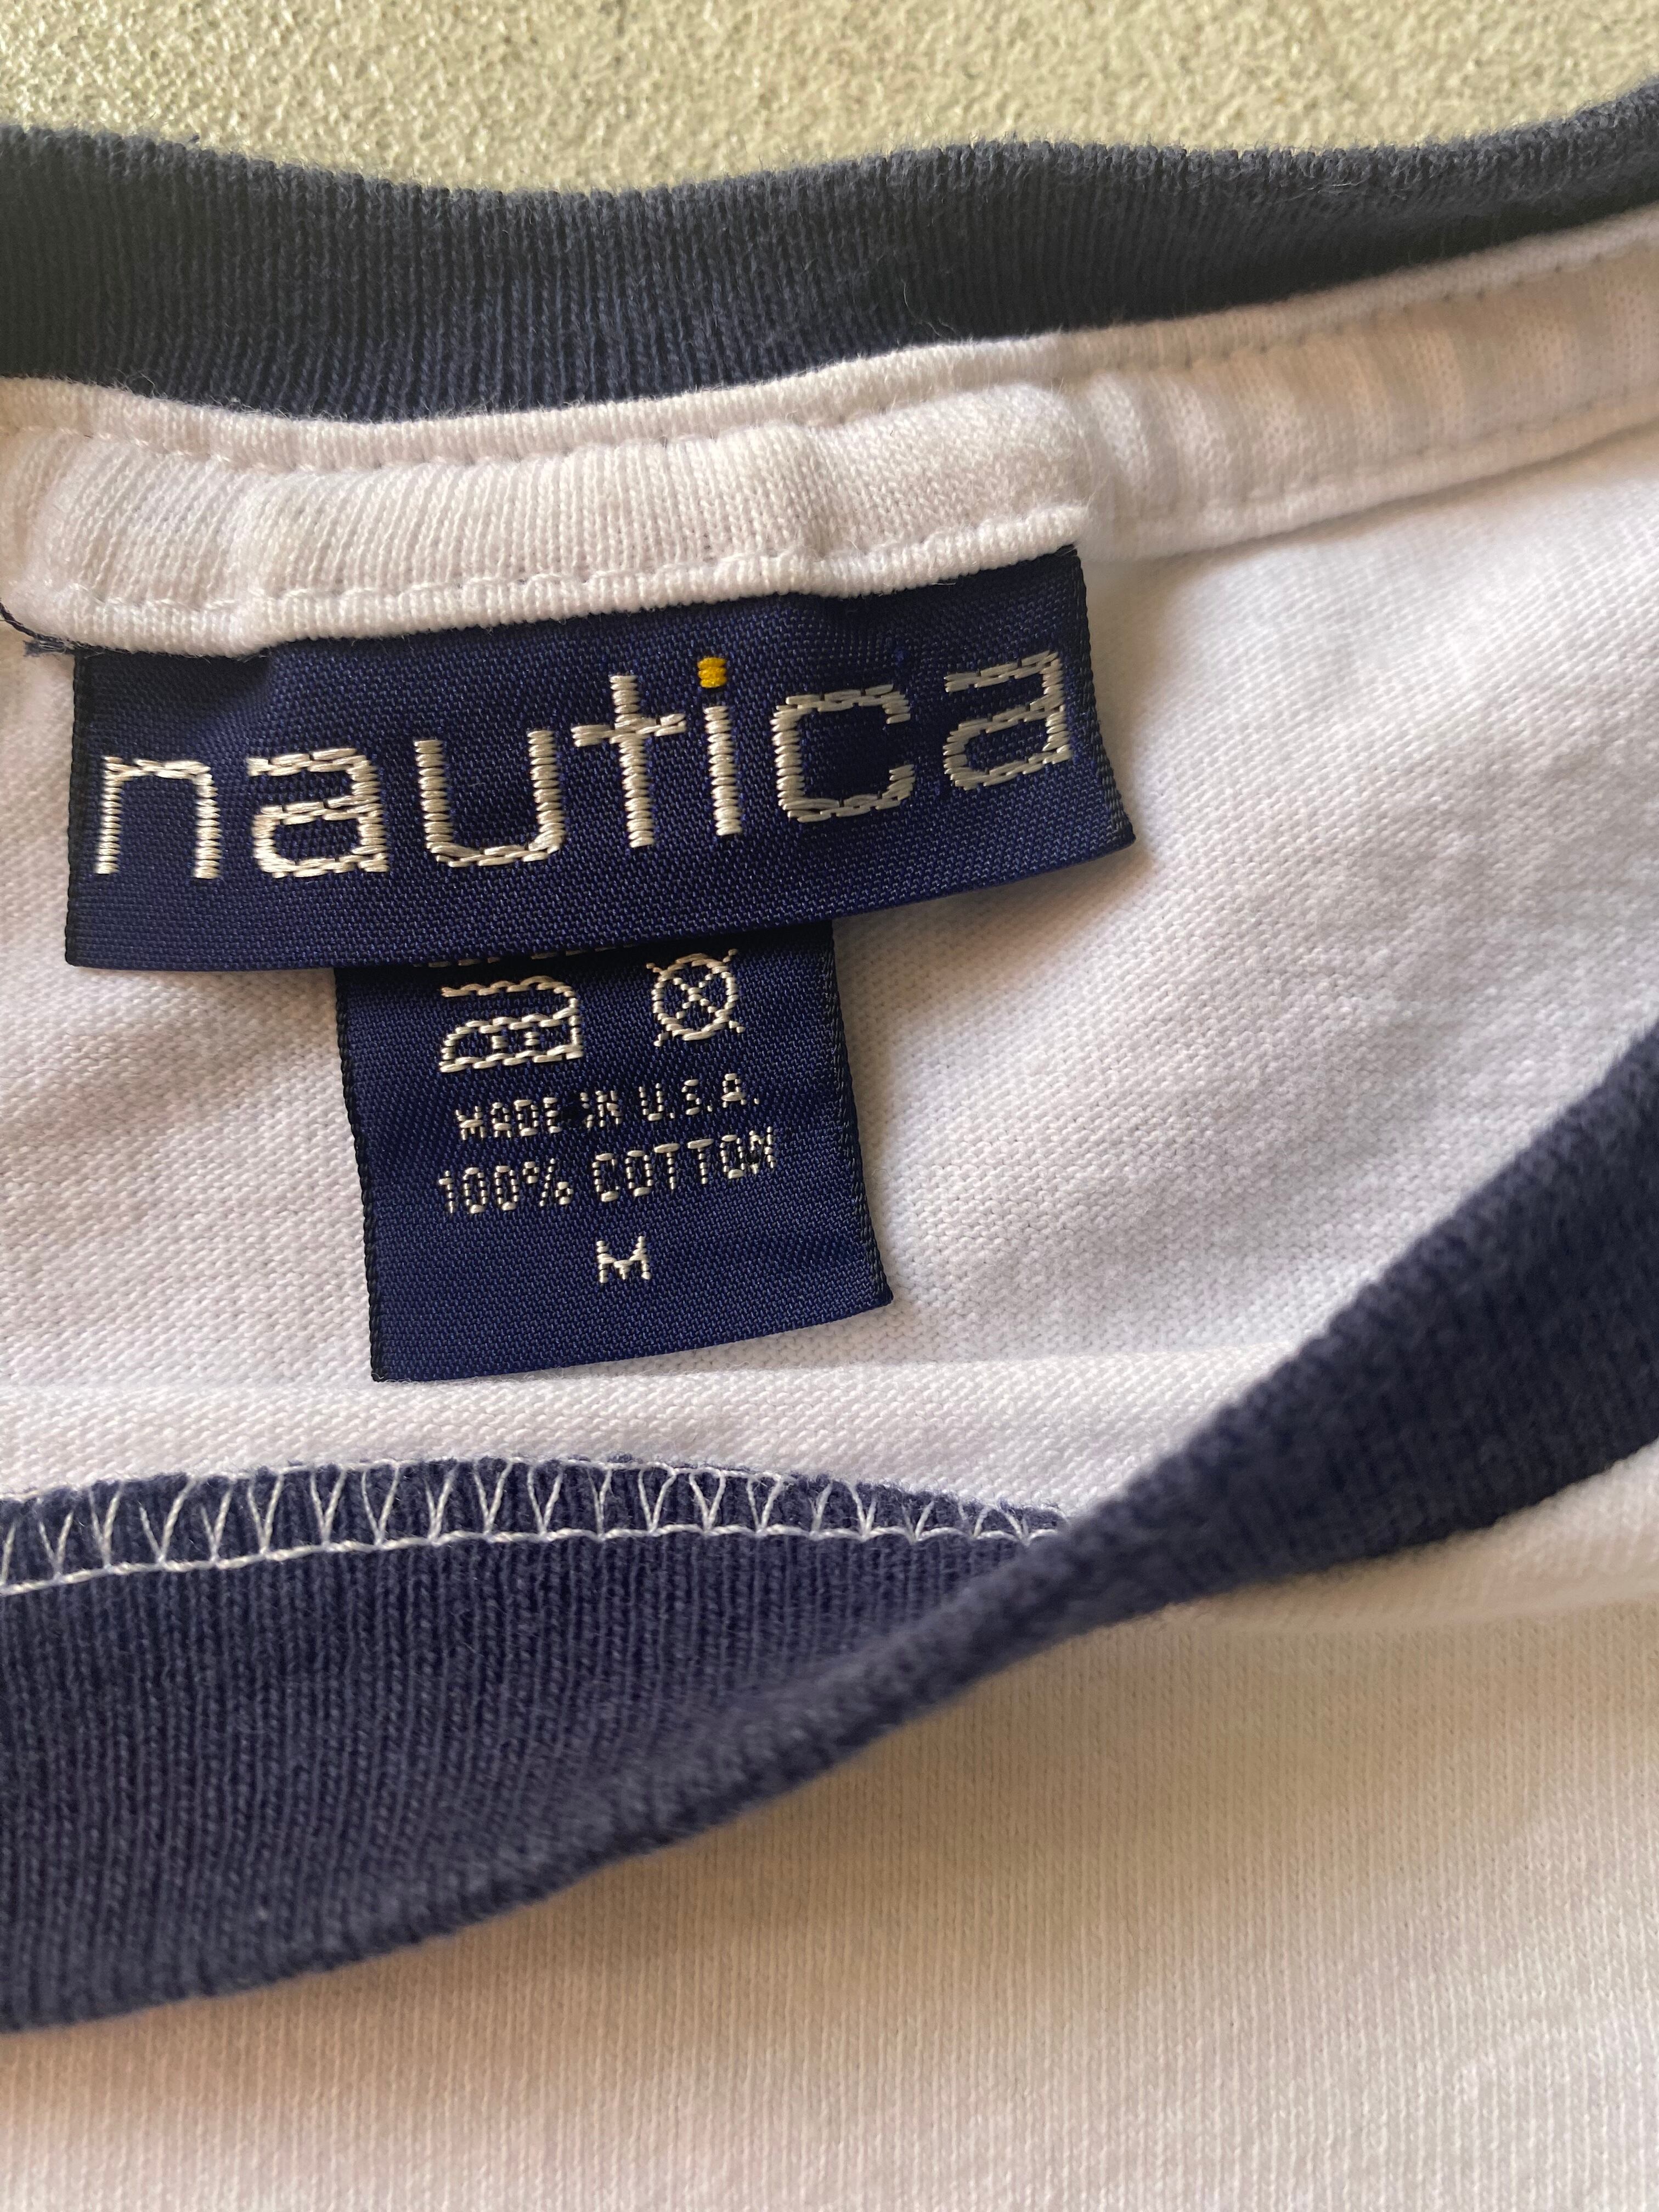 nautica
MADE IN U.S.A.
100% COTTON
M